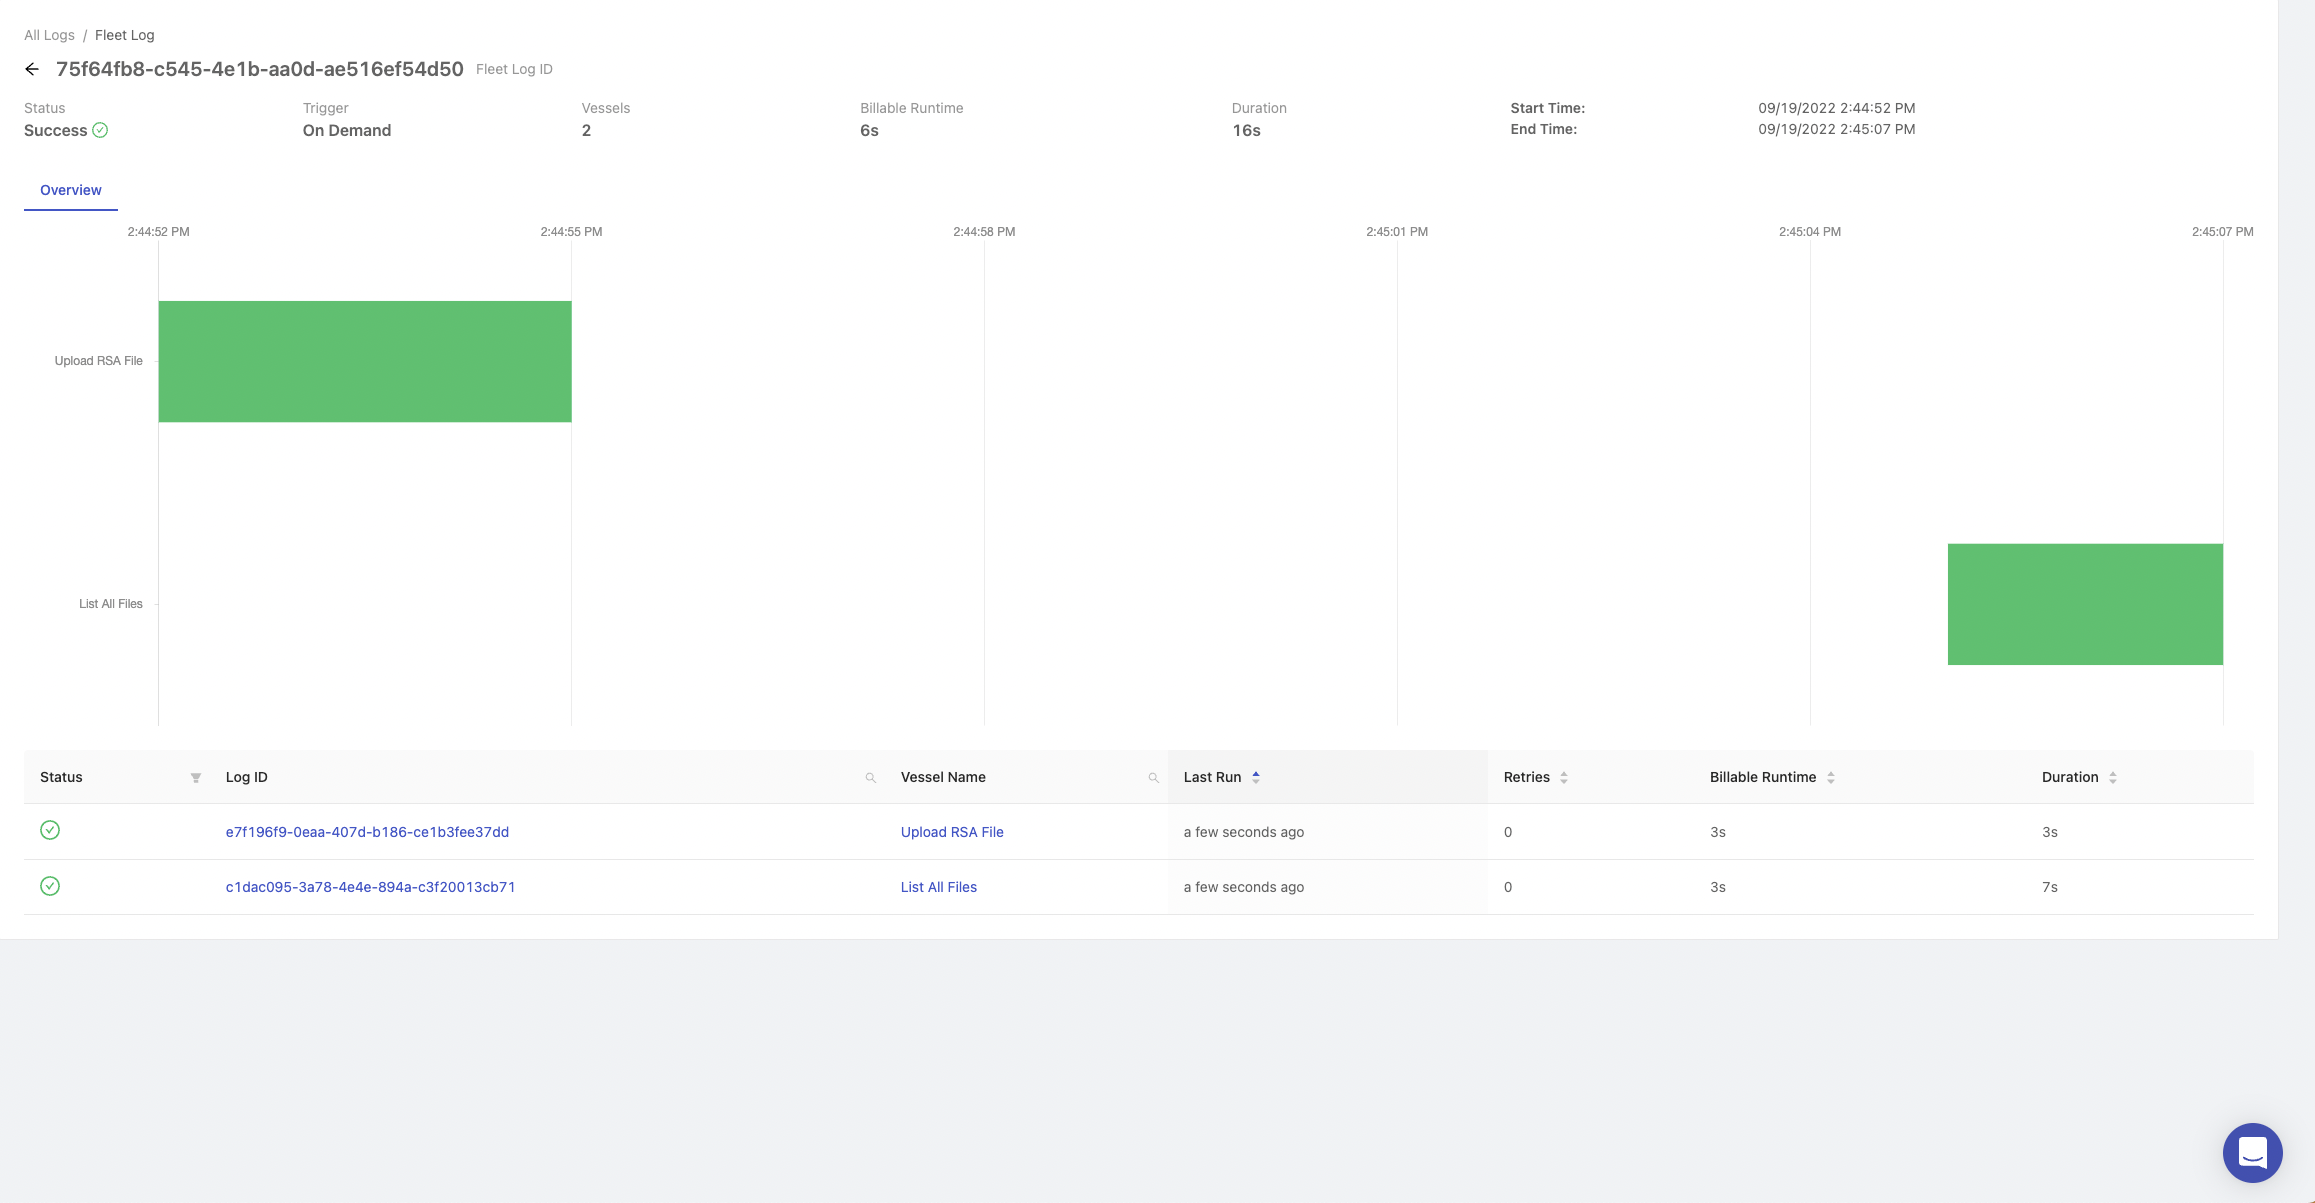 All Logs / Fleet Log
75f64fb8-c545-4e1b-aa0d-ae516ef54d50 Fleet Log ID
Status Trigger Vessels Billable Runtime Duration Start Time: 09/19/2022 2:44:52 PM
Success On Demand 2 6s 16s End Time: 09/19/2022 2:45:07 PM
Overview
2:44:52 PM 2:44:55 PM 2:44:58 PM 2:45:01 PM 2:45:04 PM 2:45:07 PM
Upload RSA File
List All Files
Status Log ID Vessel Name Last Run Retries Billable Runtime Duration
e7f196f9-0eaa-407d-b186-ce1b3fee37dd Upload RSA File a few seconds ago 0 3s 3s
c1dac095-3a78-4e4e-894a-c3f20013cb71 List All Files a few seconds ago 0 3s 7s